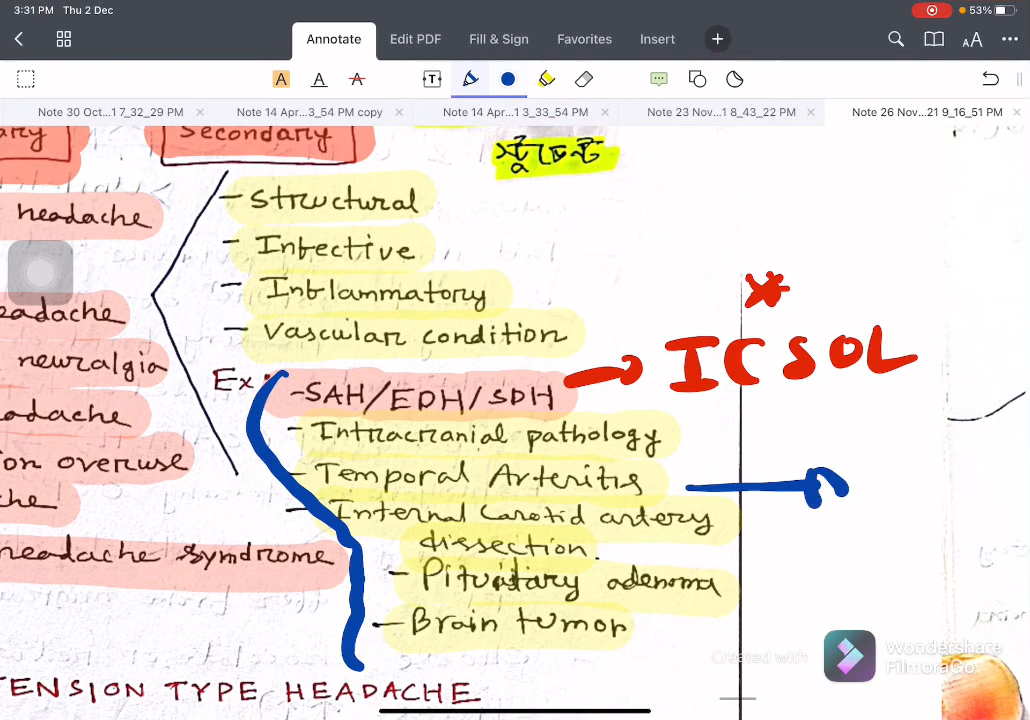 3:31 PM Thu 2 Dec
53%
Annotate Edit PDF Fill & Sign Favorites Insert
Note 30 Oct...1 7_32_29 PM
Note 14 Apr...3_54 PM copy
Note 14 Apr...1 3_33_54 PM
Note 23 Nov...1 8_43_22 PM
Note 26 Nov...21 9_16_51 PM
Secondary
headache
eadache
neuralgia
adache
ion overuse
che
headache syndrome
- Structural
- Infective
- Inflammatory
- Vascular condition
Ex:
- SAH/EDH/SDH
ICSOL
- Intracranial pathology
- Temporal Arteritis
- Internal Carotid artery
dissection.
- Pituitary adenoma
- Brain tumor
TENSION TYPE HEADACHE
Created with
Wondershare
FilmoraGo